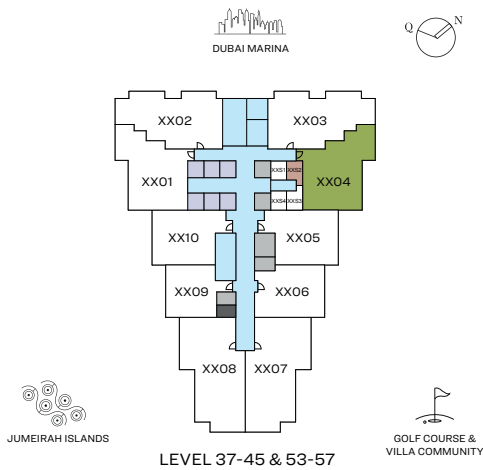 DUBAI MARINA
Q N
XX02 XX03
XXS1 XXS2
XX01 XX04
XXS4 XXS3
XX10 XX05
XX09 XX06
XX08 XX07
JUMEIRAH ISLANDS
GOLF COURSE &
VILLA COMMUNITY
LEVEL 37-45 & 53-57